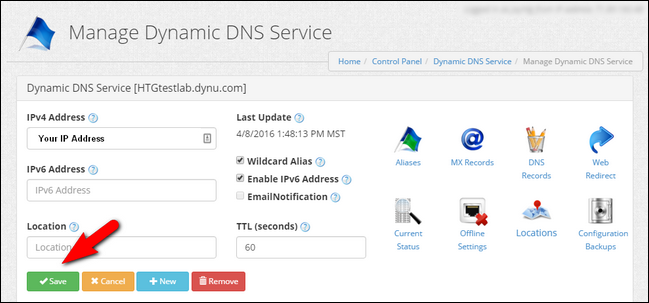 Manage Dynamic DNS Service
Home / Control Panel / Dynamic DNS Service / Manage Dynamic DNS Service
Dynamic DNS Service [HTGtestlab.dynu.com]
IPv4 Address ?
Your IP Address
IPv6 Address ?
IPv6 Address
Location ?
Location
Save
Cancel
New
Remove
Last Update
4/8/2016 1:48:13 PM MST
Wildcard Alias ?
Enable IPv6 Address ?
EmailNotification ?
TTL (seconds) ?
60
Aliases
MX Records
DNS
Records
Web
Redirect
Current
Status
Offline
Settings
Locations
Configuration
Backups